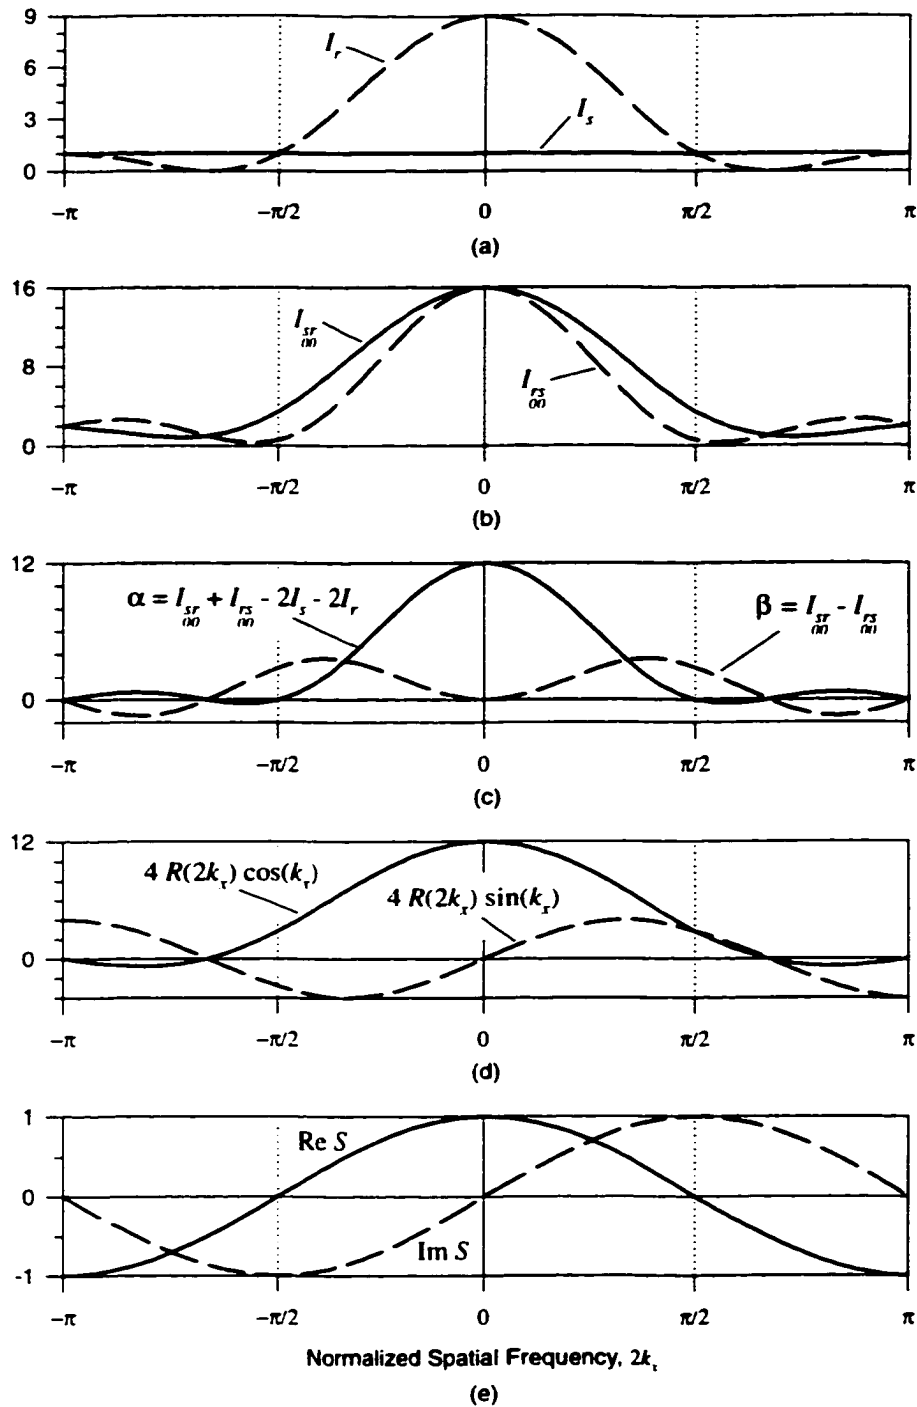 9
6
3
0
I_r
I_s
−π
−π/2
0
π/2
π
(a)
16
8
0
I_sr 00
I_rs 00
−π
−π/2
0
π/2
π
(b)
12
0
α = I_sr 00 + I_rs 00 - 2I_s - 2I_r
β = I_sr 00 - I_rs 00
−π
−π/2
0
π/2
π
(c)
12
0
4 R(2k_x) cos(k_x)
4 R(2k_x) sin(k_x)
−π
−π/2
0
π/2
π
(d)
1
0
-1
Re S
Im S
−π
−π/2
0
π/2
π
Normalized Spatial Frequency, 2k_x
(e)